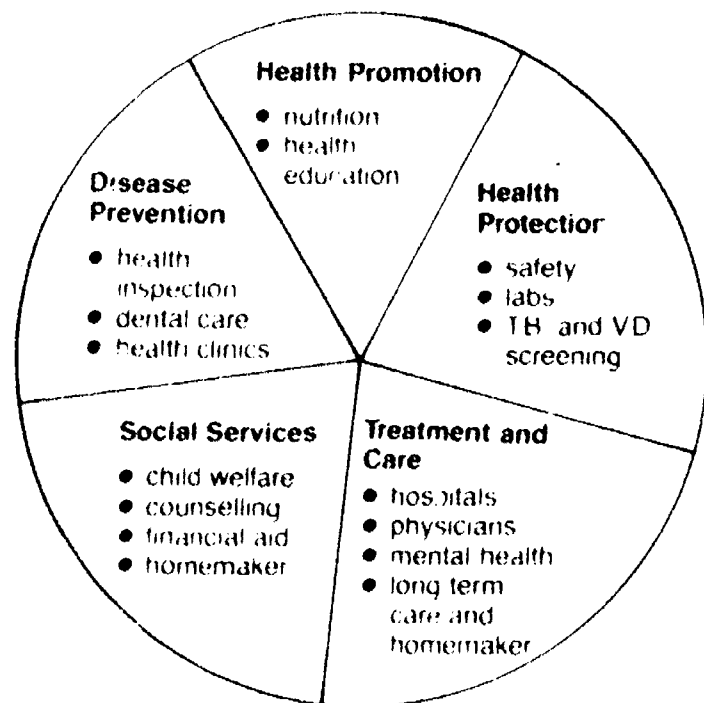 Health Promotion
● nutrition
● health
education
Health
Protection
● safety
● labs
● TB and VD
screening
Treatment and
Care
● hospitals
● physicians
● mental health
● long term
care and
homemaker
Social Services
● child welfare
● counselling
● financial aid
● homemaker
Disease
Prevention
● health
inspection
● dental care
● health clinics